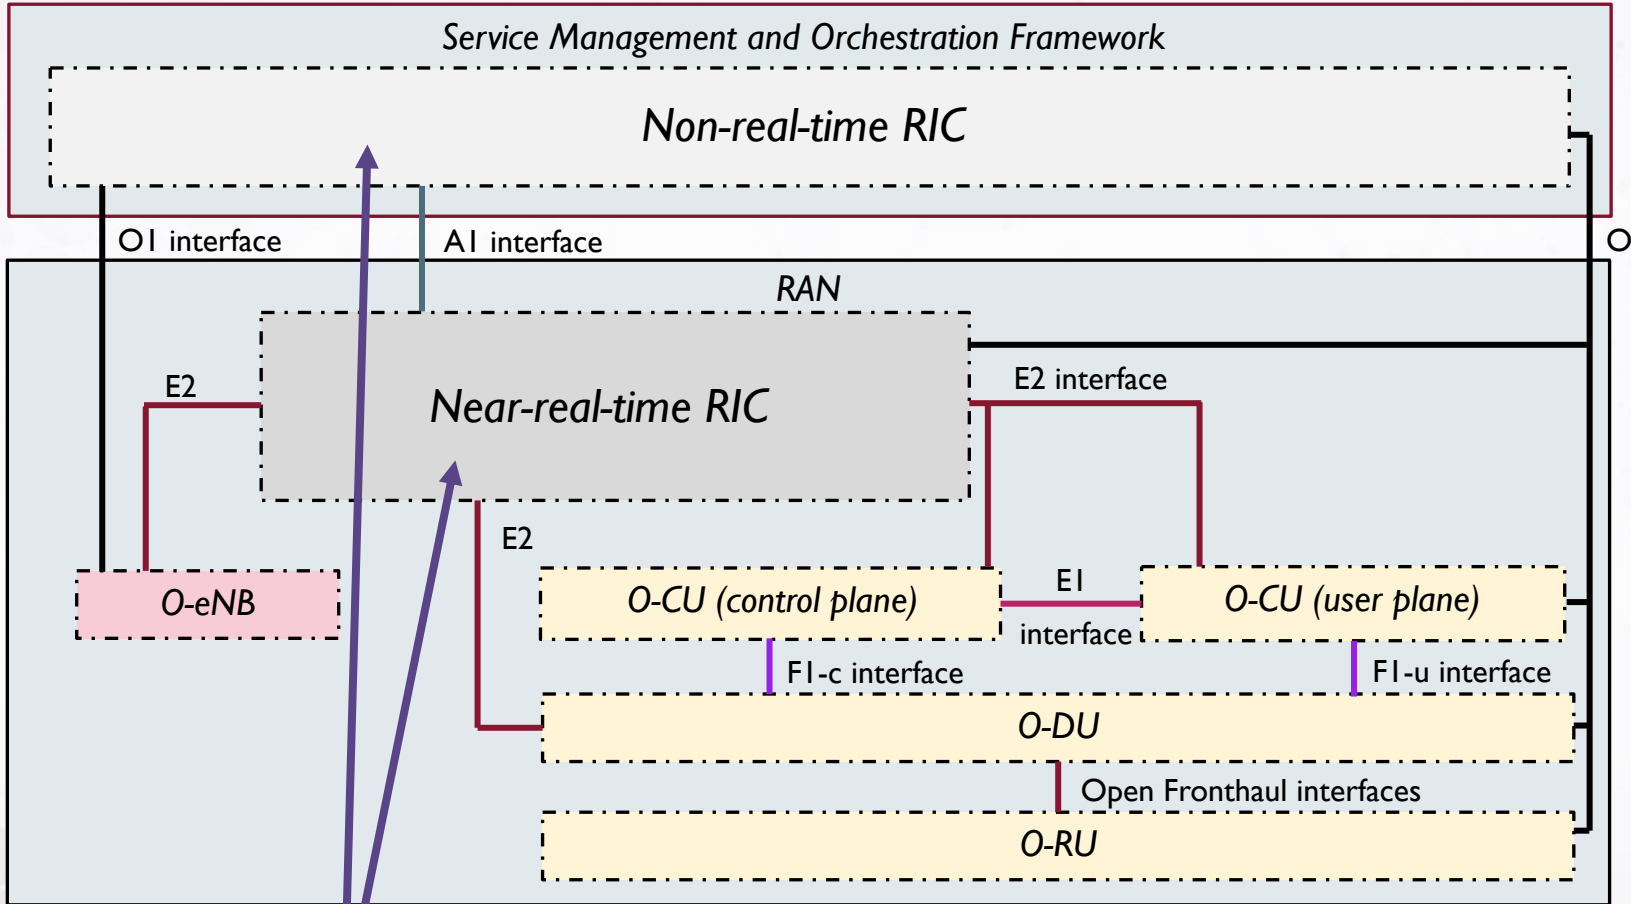 Service Management and Orchestration Framework
Non-real-time RIC
O1 interface
A1 interface
O
RAN
Near-real-time RIC
E2
E2 interface
E2
O-eNB
O-CU (control plane)
E1
interface
O-CU (user plane)
F1-c interface
F1-u interface
O-DU
Open Fronthaul interfaces
O-RU